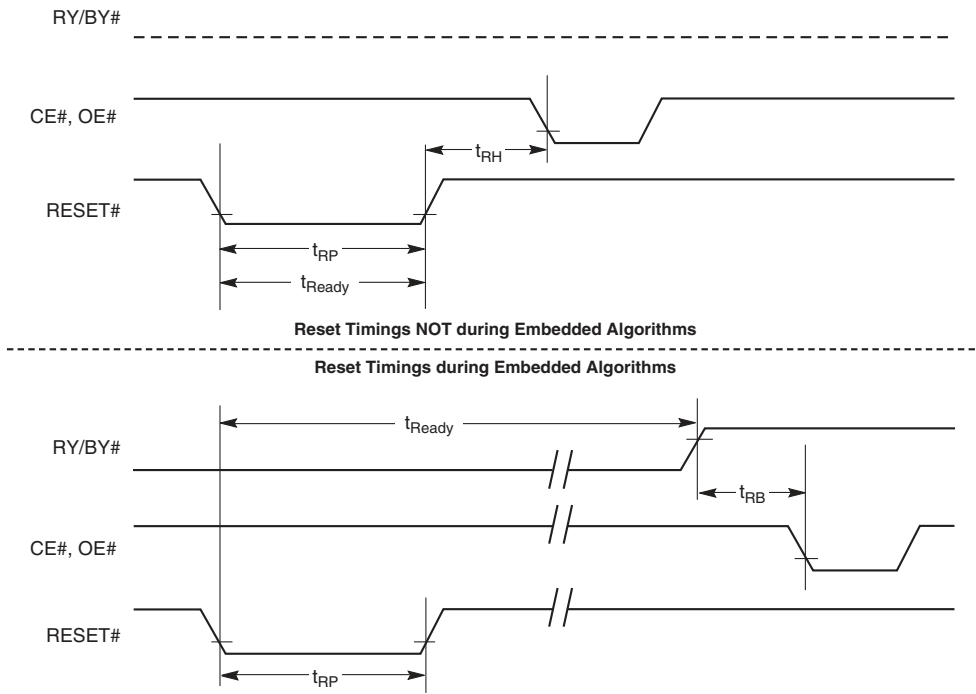 RY/BY#
CE#, OE#
tRH
RESET#
tRP
tReady
Reset Timings NOT during Embedded Algorithms
Reset Timings during Embedded Algorithms
tReady
RY/BY#
tRB
CE#, OE#
RESET#
tRP